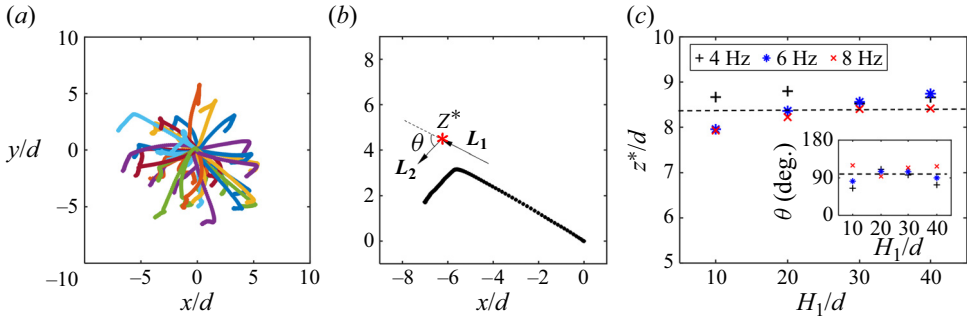 (a)
10
5
y/d 0
−5
−10
−10 −5 0 5 10
x/d
(b)
8
6
4
2
0
Z*
θ
L₁
L₂
−8 −6 −4 −2 0
x/d
(c)
10
9
8
7
6
5
z*/d
+ 4 Hz * 6 Hz × 8 Hz
180
90
0
θ (deg.)
10 20 30 40
H₁/d
10 20 30 40
H₁/d